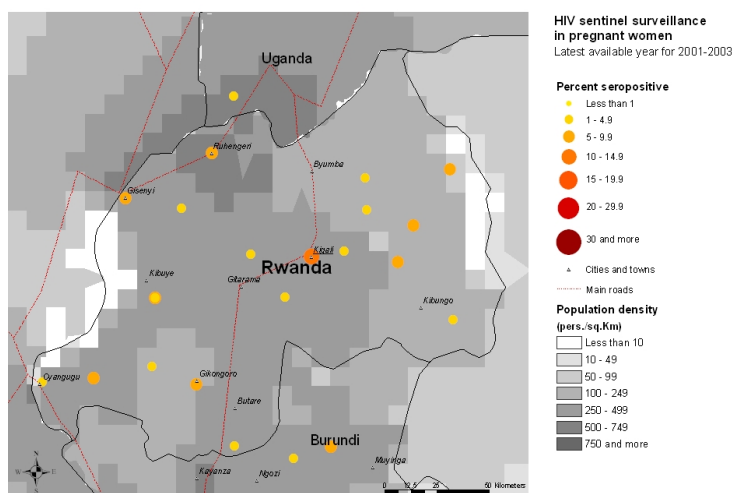 HIV sentinel surveillance
in pregnant women
Latest available year for 2001-2003
Percent seropositive
Less than 1
1 - 4.9
5 - 9.9
10 - 14.9
15 - 19.9
20 - 29.9
30 and more
Cities and towns
Main roads
Population density
(pers./sq.Km)
Less than 10
10 - 49
50 - 99
100 - 249
250 - 499
500 - 749
750 and more
Uganda
Ruhengeri
Byumba
Gisenyi
Kigali
Rwanda
Kibuye
Gitarama
Kibungo
Cyangugu
Gikongoro
Butare
Burundi
Kayanza
Ngozi
Muyinga
N
W E
S
0 12,5 25 50 Kilometers